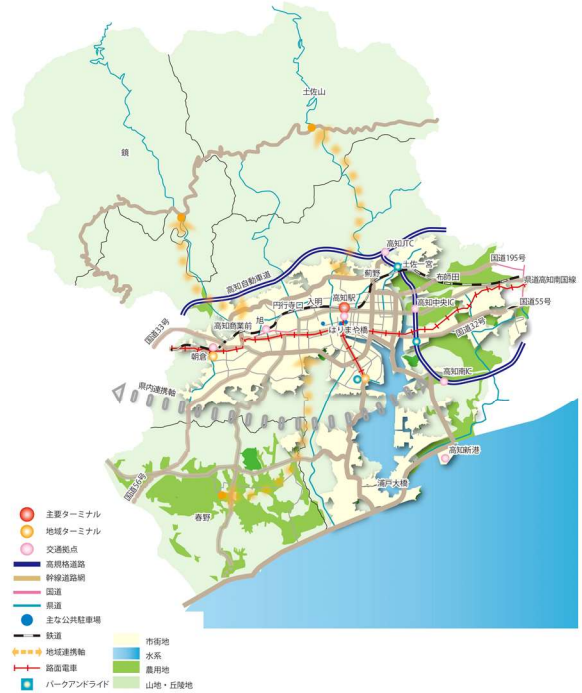 土佐山
鏡
高知JTC
土佐一宮
国道195号
薊野
布師田
県道高知南国線
高知自動車道
高知駅
入明
円行寺口
高知中央IC
国道55号
国道33号
旭
高知商業前
はりまや橋
国道32号
朝倉
高知南IC
県内連携軸
高知新港
国道56号
浦戸大橋
春野
主要ターミナル
地域ターミナル
交通拠点
高規格道路
幹線道路網
国道
県道
主な公共駐車場
鉄道
地域連携軸
路面電車
パークアンドライド
市街地
水系
農用地
山地・丘陵地